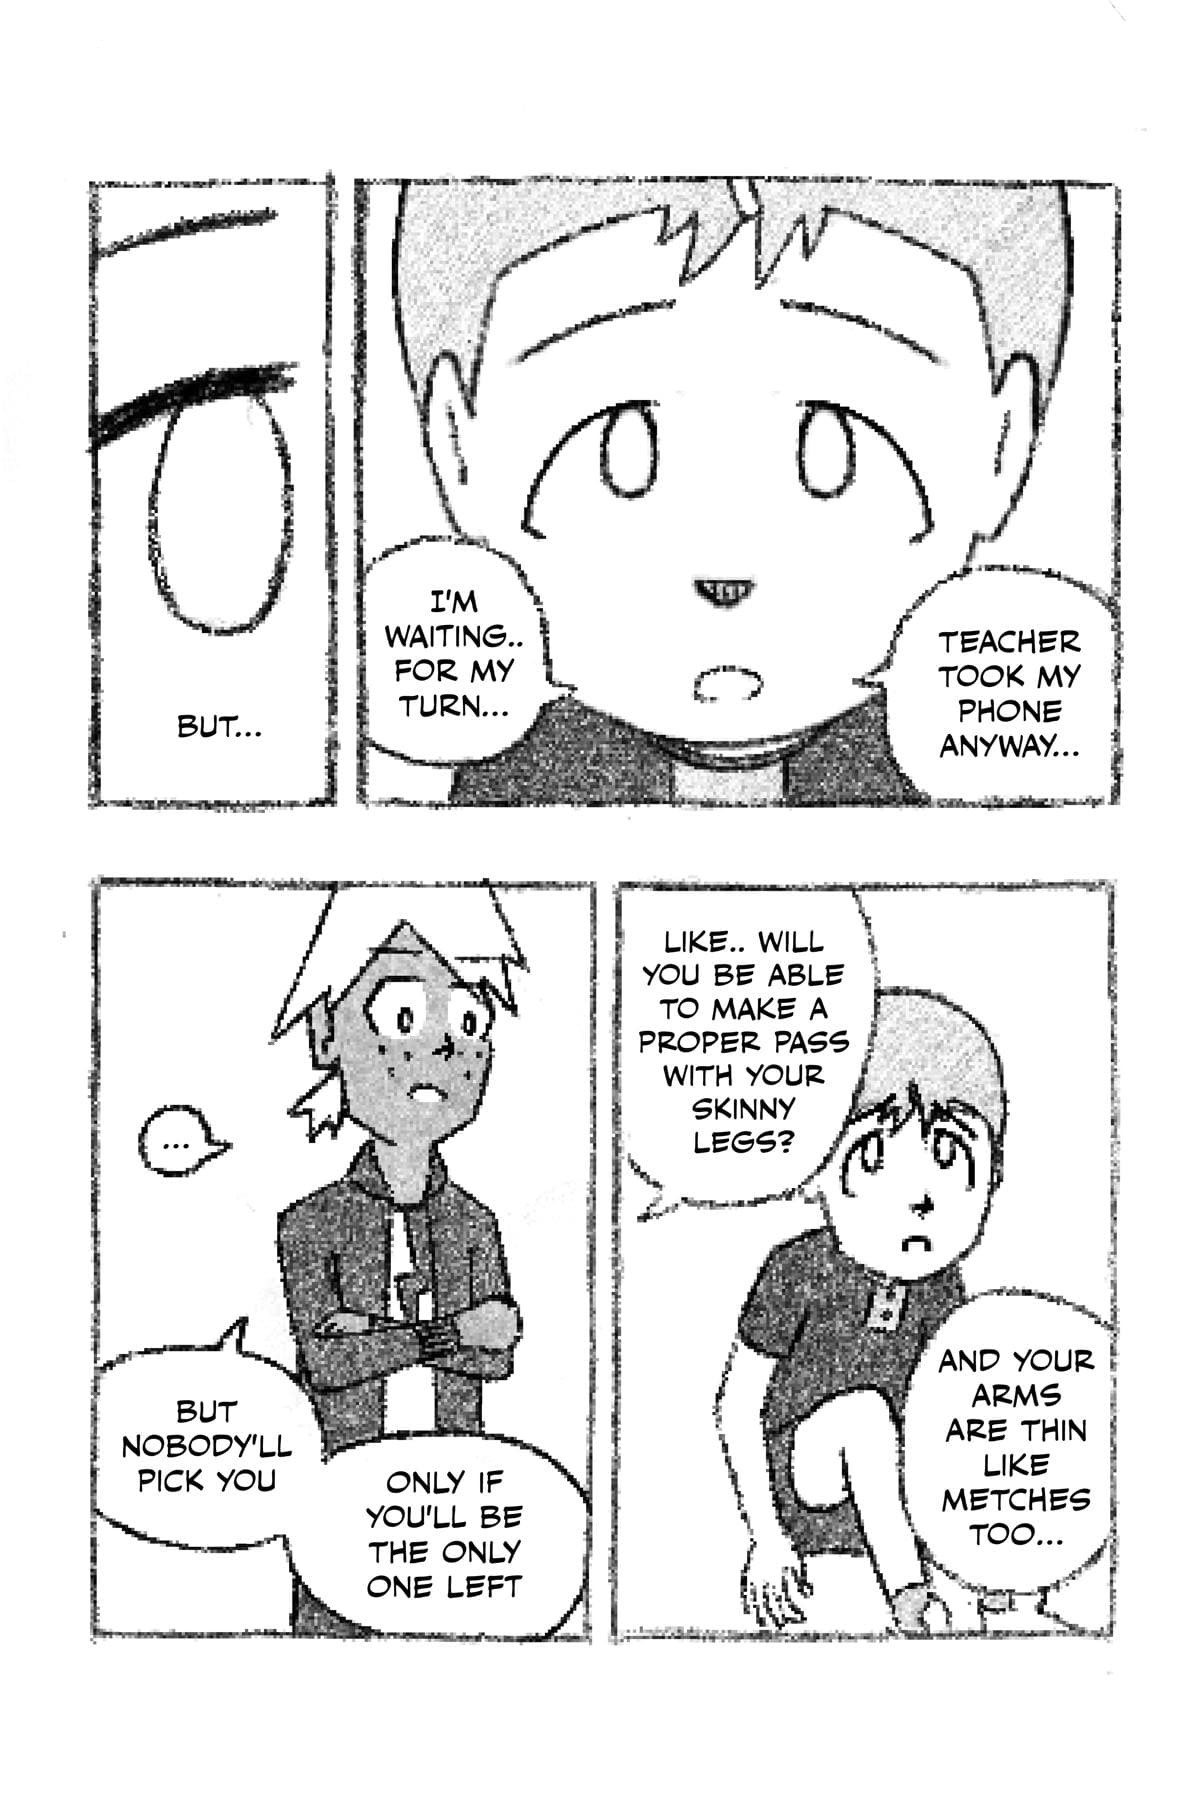 BUT...
I'M
WAITING..
FOR MY
TURN...
TEACHER
TOOK MY
PHONE
ANYWAY...
...
BUT
NOBODY'LL
PICK YOU
ONLY IF
YOU'LL BE
THE ONLY
ONE LEFT
LIKE.. WILL
YOU BE ABLE
TO MAKE A
PROPER PASS
WITH YOUR
SKINNY
LEGS?
AND YOUR
ARMS
ARE THIN
LIKE
METCHES
TOO...